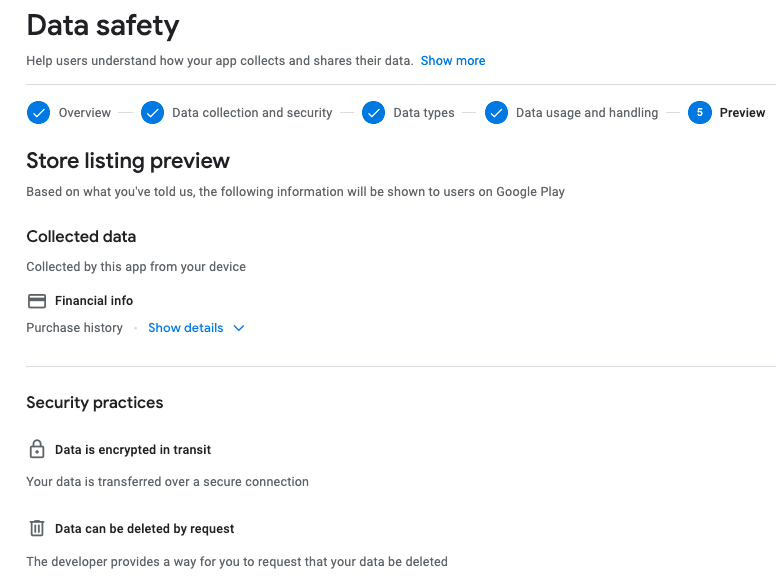 Data safety
Help users understand how your app collects and shares their data. Show more
Overview Data collection and security Data types Data usage and handling 5 Preview
Store listing preview
Based on what you've told us, the following information will be shown to users on Google Play
Collected data
Collected by this app from your device
Financial info
Purchase history · Show details
Security practices
Data is encrypted in transit
Your data is transferred over a secure connection
Data can be deleted by request
The developer provides a way for you to request that your data be deleted